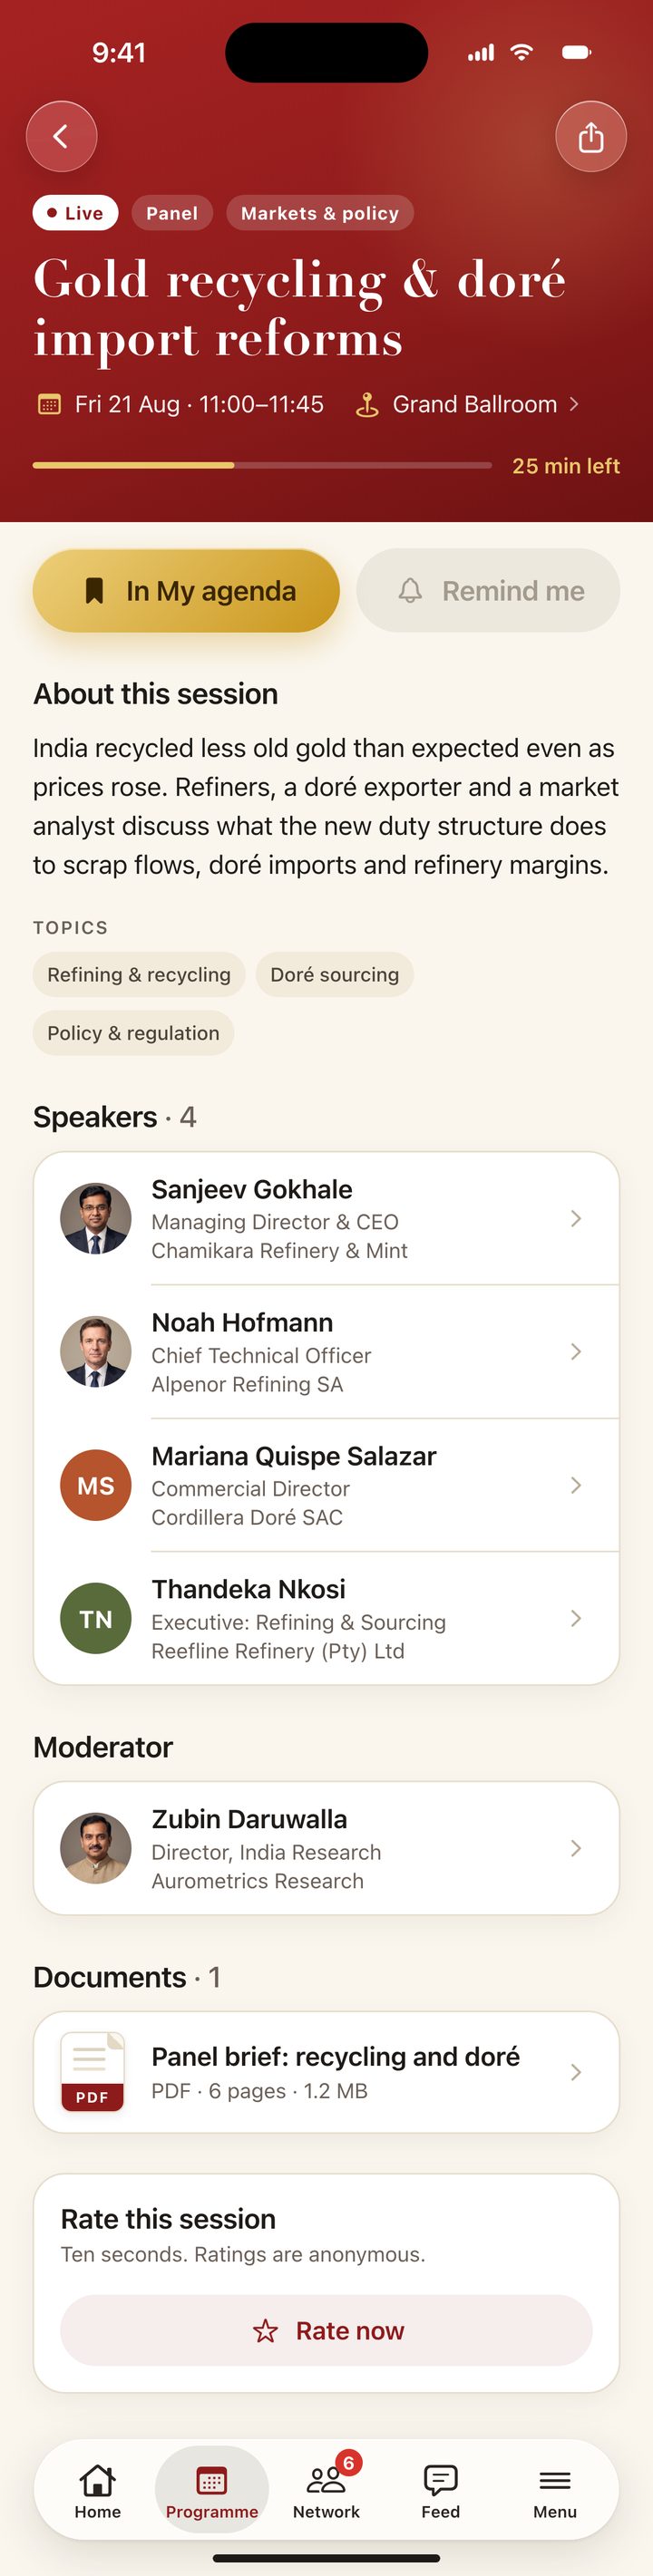 9:41
Live
Panel
Markets & policy
Gold recycling & doré
import reforms
Fri 21 Aug · 11:00–11:45
Grand Ballroom
25 min left
In My agenda
Remind me
About this session
India recycled less old gold than expected even as
prices rose. Refiners, a doré exporter and a market
analyst discuss what the new duty structure does
to scrap flows, doré imports and refinery margins.
TOPICS
Refining & recycling
Doré sourcing
Policy & regulation
Speakers · 4
Sanjeev Gokhale
Managing Director & CEO
Chamikara Refinery & Mint
Noah Hofmann
Chief Technical Officer
Alpenor Refining SA
MS
Mariana Quispe Salazar
Commercial Director
Cordillera Doré SAC
TN
Thandeka Nkosi
Executive: Refining & Sourcing
Reefline Refinery (Pty) Ltd
Moderator
Zubin Daruwalla
Director, India Research
Aurometrics Research
Documents · 1
PDF
Panel brief: recycling and doré
PDF · 6 pages · 1.2 MB
Rate this session
Ten seconds. Ratings are anonymous.
Rate now
6
Home
Programme
Network
Feed
Menu